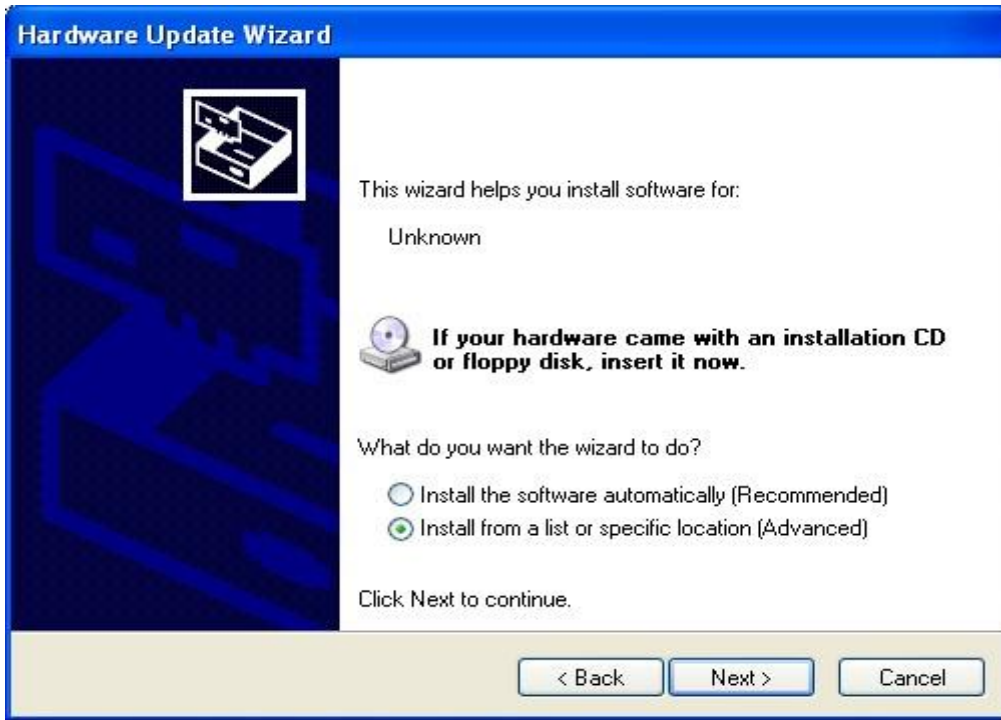 Hardware Update Wizard
This wizard helps you install software for:
Unknown
If your hardware came with an installation CD
or floppy disk, insert it now.
What do you want the wizard to do?
Install the software automatically (Recommended)
Install from a list or specific location (Advanced)
Click Next to continue.
< Back
Next >
Cancel